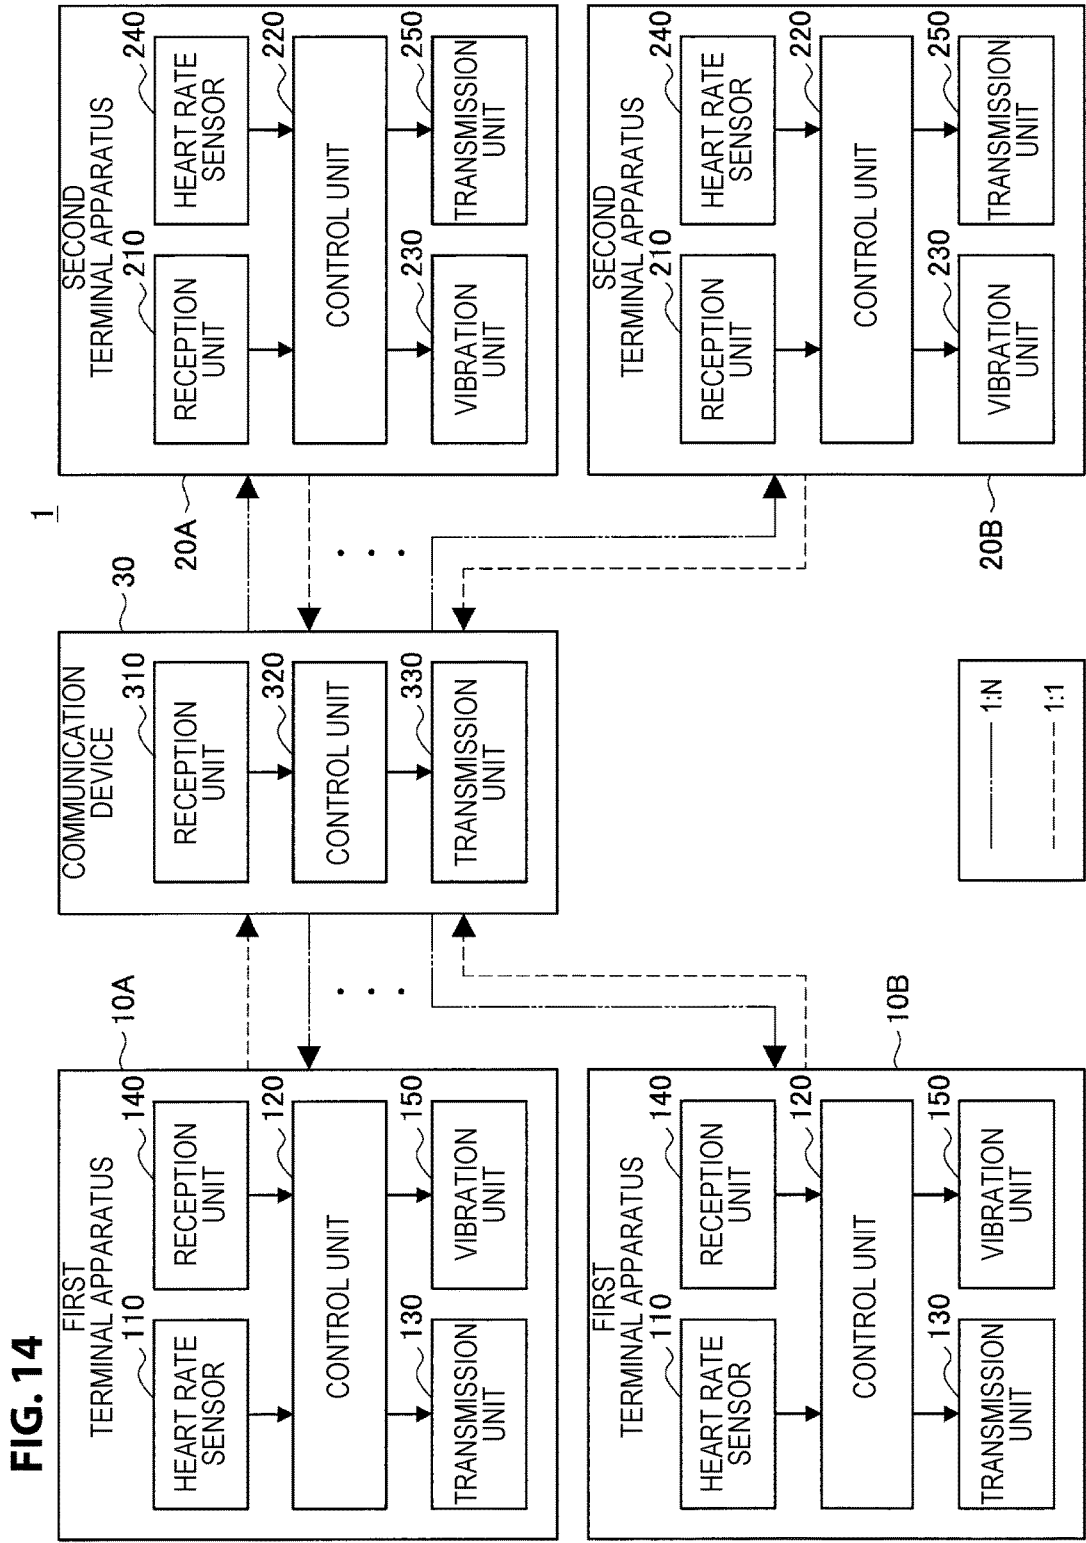 FIG. 14
1
FIRST
TERMINAL APPARATUS
10A
110
HEART RATE
SENSOR
140
RECEPTION
UNIT
120
CONTROL UNIT
130
TRANSMISSION
UNIT
150
VIBRATION
UNIT
COMMUNICATION
DEVICE
30
310
RECEPTION
UNIT
320
CONTROL UNIT
330
TRANSMISSION
UNIT
SECOND
TERMINAL APPARATUS
20A
210
RECEPTION
UNIT
240
HEART RATE
SENSOR
220
CONTROL UNIT
230
VIBRATION
UNIT
250
TRANSMISSION
UNIT
FIRST
TERMINAL APPARATUS
10B
110
HEART RATE
SENSOR
140
RECEPTION
UNIT
120
CONTROL UNIT
130
TRANSMISSION
UNIT
150
VIBRATION
UNIT
1:N
1:1
SECOND
TERMINAL APPARATUS
20B
210
RECEPTION
UNIT
240
HEART RATE
SENSOR
220
CONTROL UNIT
230
VIBRATION
UNIT
250
TRANSMISSION
UNIT